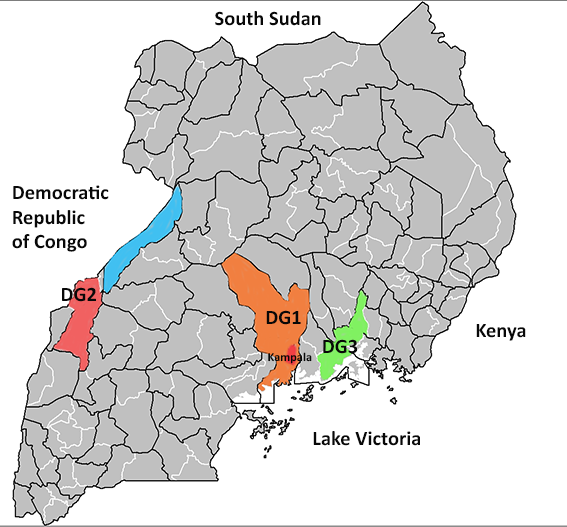 South Sudan
Democratic
Republic
of Congo
DG2
DG1
DG3
Kampala
Kenya
Lake Victoria